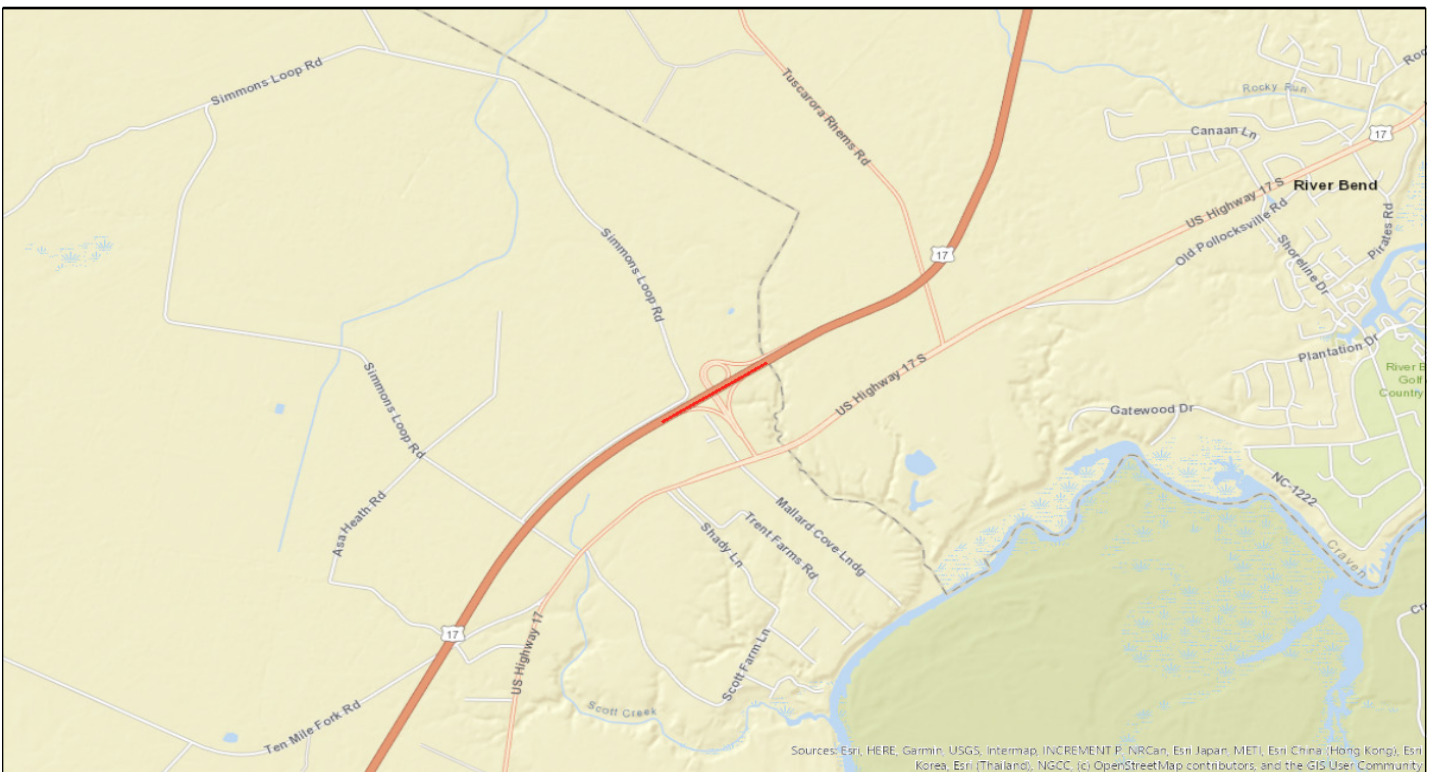 Simmons Loop Rd
Tuscarora Rhems Rd
Rocky Run
Canaan Ln
17
River Bend
US Highway 17 S
Old Pollocksville Rd
Pirates Rd
Shoreline Dr
Simmons Loop Rd
17
Plantation Dr
Simmons Loop Rd
US Highway 17 S
Golf
Country
Gatewood Dr
NC-1222
Asa Heath Rd
Mallard Cove Lndg
Trent Farms Rd
Shady Ln
Craven
17
US Highway 17
Scott Farm Ln
Scott Creek
Ten Mile Fork Rd
Sources: Esri, HERE, Garmin, USGS, Intermap, INCREMENT P, NRCan, Esri Japan, METI, Esri China (Hong Kong), Esri
Korea, Esri (Thailand), NGCC, (c) OpenStreetMap contributors, and the GIS User Community